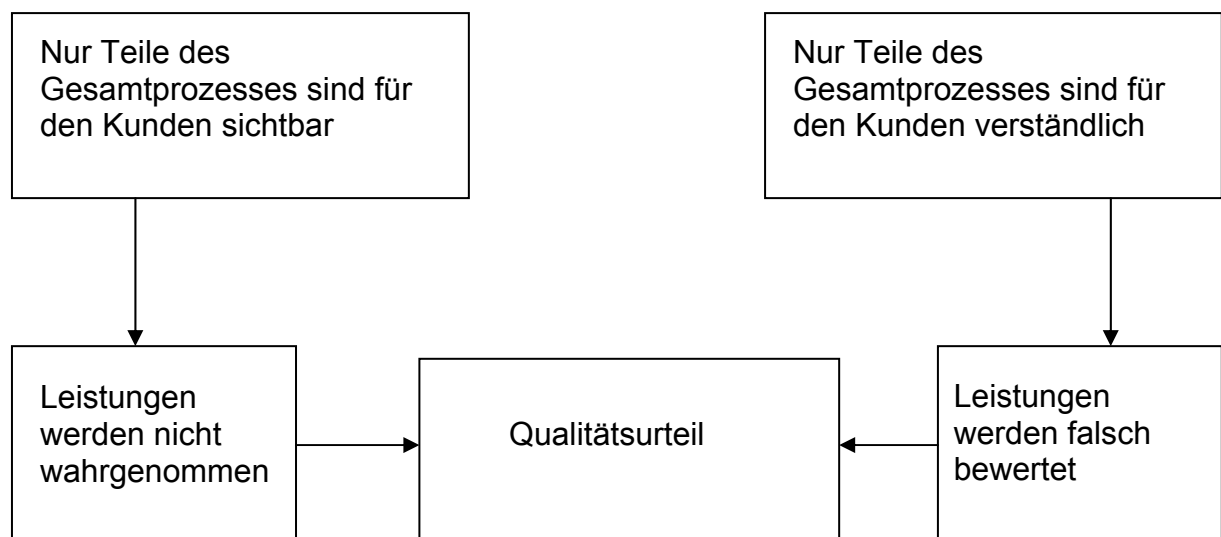 Nur Teile des
Gesamtprozesses sind für
den Kunden sichtbar
Nur Teile des
Gesamtprozesses sind für
den Kunden verständlich
Leistungen
werden nicht
wahrgenommen
Qualitätsurteil
Leistungen
werden falsch
bewertet